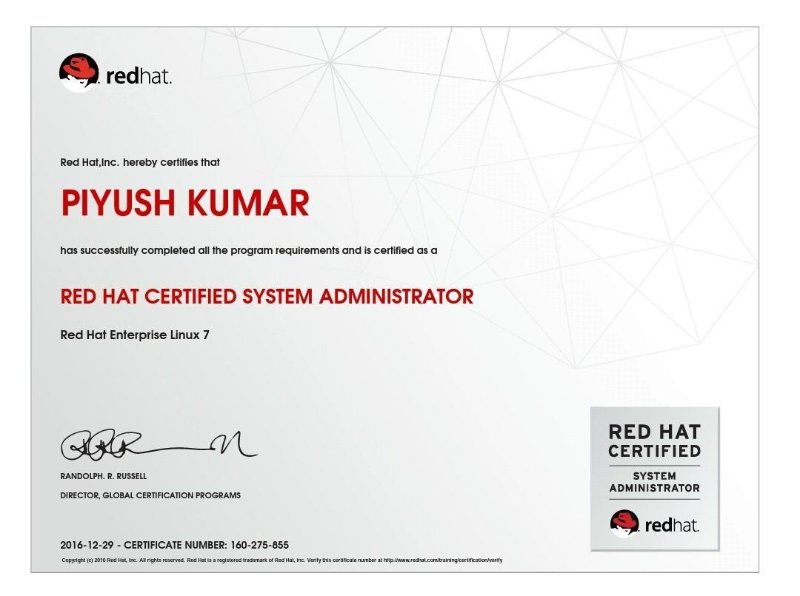 redhat.
Red Hat,Inc. hereby certifies that
PIYUSH KUMAR
has successfully completed all the program requirements and is certified as a
RED HAT CERTIFIED SYSTEM ADMINISTRATOR
Red Hat Enterprise Linux 7
RANDOLPH. R. RUSSELL
DIRECTOR, GLOBAL CERTIFICATION PROGRAMS
2016-12-29 - CERTIFICATE NUMBER: 160-275-855
Copyright (c) 2010 Red Hat, Inc. All rights reserved. Red Hat is a registered trademark of Red Hat, Inc. Verify this certificate number at http://www.redhat.com/training/certification/verify
RED HAT
CERTIFIED
SYSTEM
ADMINISTRATOR
redhat.